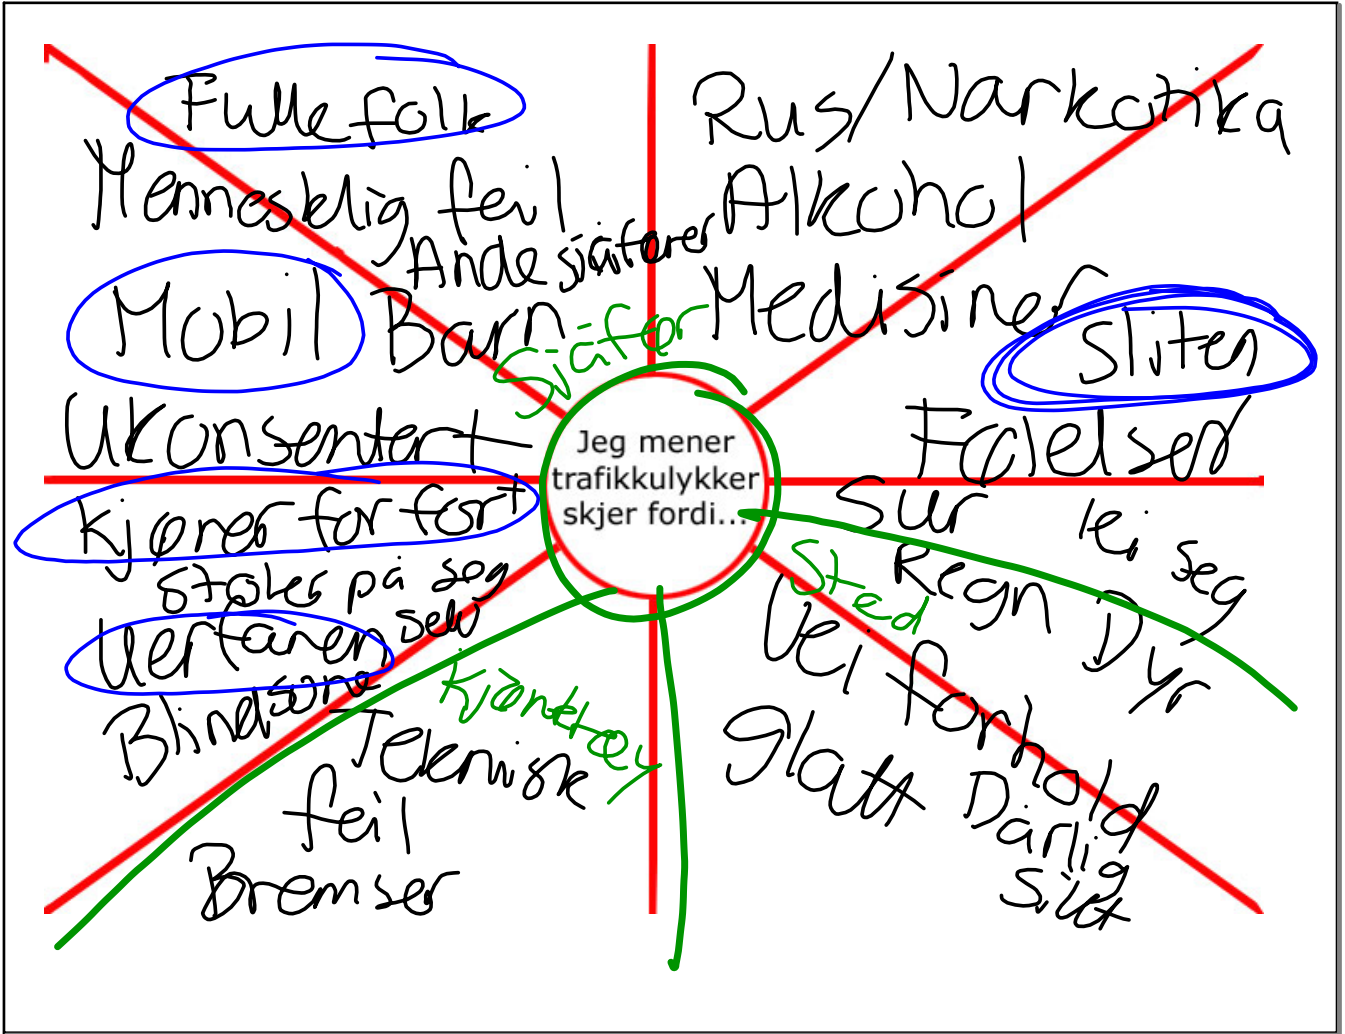 Fulle folk
Menneskelig feil
Andre sjåfører
Mobil
Barn
Sjåfør
Ukonsentert
kjører for fort
stoler på seg
selv
Uerfaren
Blindsone
Kjøretøy
Tekniske
feil
Bremser
Rus/Narkotika
Alkohol
Medisiner
Sliten
Følelser
Sur
lei seg
Jeg mener
trafikkulykker
skjer fordi...
Sted
Regn
Dyr
Vei forhold
glatt
Dårlig
sikt